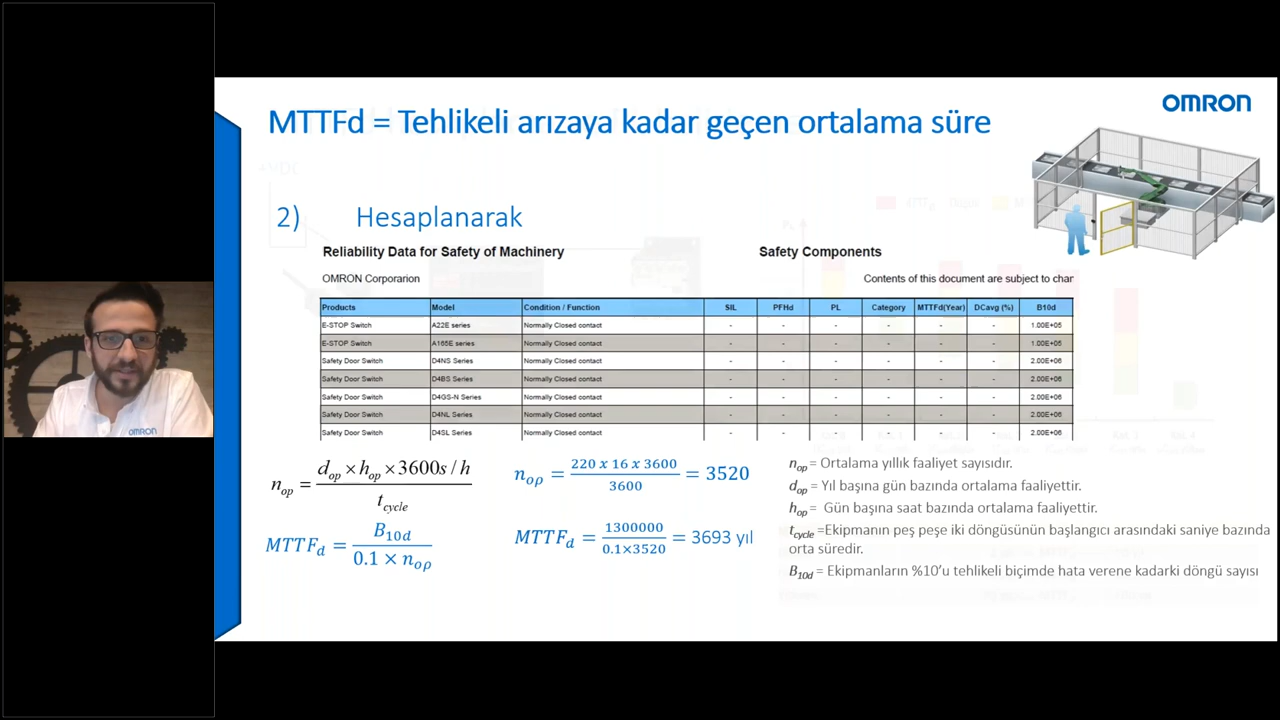 OMRON
MTTFd = Tehlikeli arızaya kadar geçen ortalama süre
2) Hesaplanarak
Reliability Data for Safety of Machinery Safety Components
OMRON Corporarion Contents of this document are subject to char
Products Model Condition / Function SIL PFHd PL Category MTTFd(Year) DCavg (%) B10d
E-STOP Switch A22E series Normally Closed contact - - - - - - 1.00E+05
E-STOP Switch A165E series Normally Closed contact - - - - - - 1.00E+05
Safety Door Switch D4NS Series Normally Closed contact - - - - - - 2.00E+06
Safety Door Switch D4BS Series Normally Closed contact - - - - - - 2.00E+06
Safety Door Switch D4GS-N Series Normally Closed contact - - - - - - 2.00E+06
Safety Door Switch D4NL Series Normally Closed contact - - - - - - 2.00E+06
Safety Door Switch D4SL Series Normally Closed contact - - - - - - 2.00E+06
n_op = (d_op × h_op × 3600s / h) / t_cycle
n_op = (220 x 16 x 3600) / 3600 = 3520
MTTF_d = B_10d / (0.1 × n_op)
MTTF_d = 1300000 / (0.1×3520) = 3693 yıl
n_op = Ortalama yıllık faaliyet sayısıdır.
d_op = Yıl başına gün bazında ortalama faaliyettir.
h_op = Gün başına saat bazında ortalama faaliyettir.
t_cycle =Ekipmanın peş peşe iki döngüsünün başlangıcı arasındaki saniye bazında
orta süredir.
B_10d = Ekipmanların %10'u tehlikeli biçimde hata verene kadarki döngü sayısı
OMRON